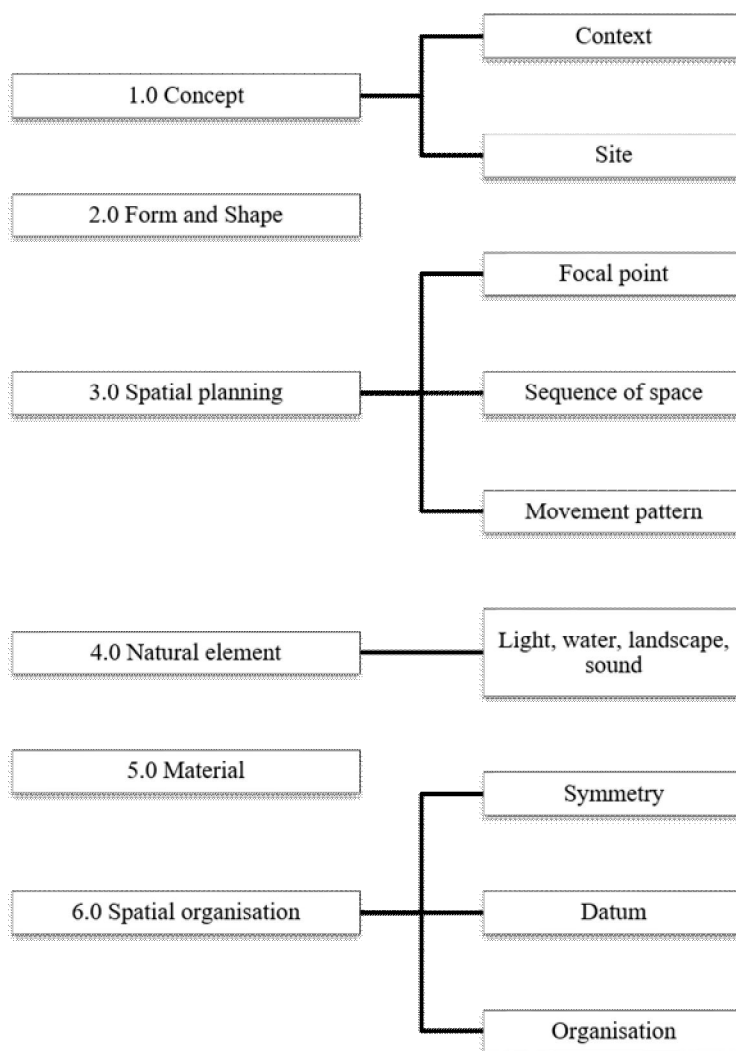 1.0 Concept
Context
Site
2.0 Form and Shape
3.0 Spatial planning
Focal point
Sequence of space
Movement pattern
4.0 Natural element
Light, water, landscape,
sound
5.0 Material
6.0 Spatial organisation
Symmetry
Datum
Organisation